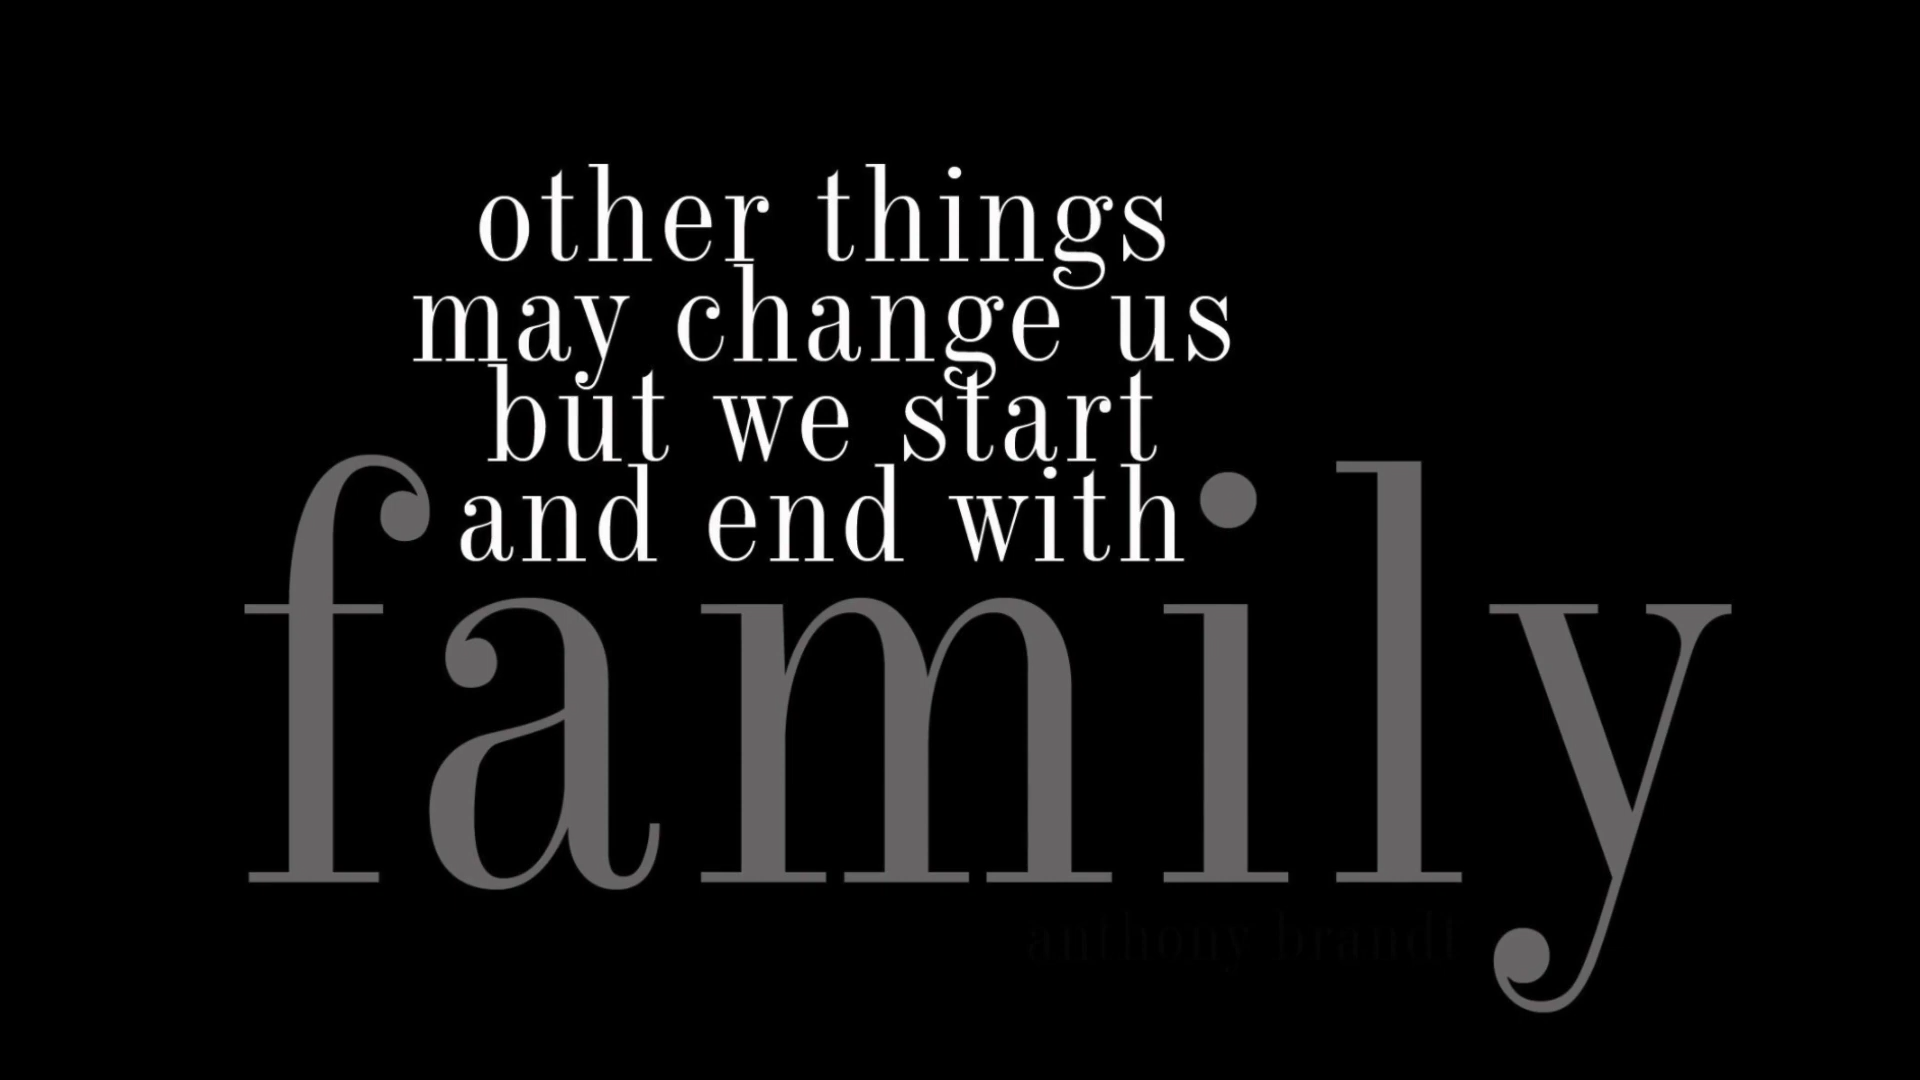 other things
may change us
but we start
and end with
family
anthony brandt